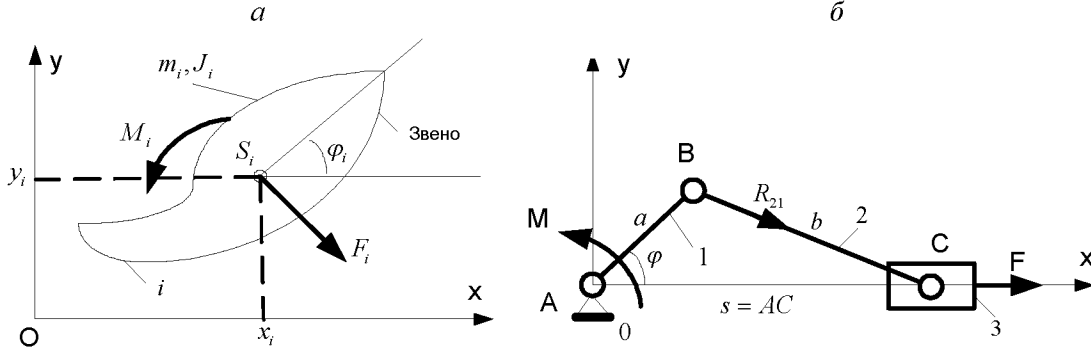 а
б
y
m_i, J_i
Звено
M_i
S_i
φ_i
y_i
F_i
i
x
O
x_i
y
B
R_21
a
b
2
M
1
C
φ
F
x
A
s = AC
0
3